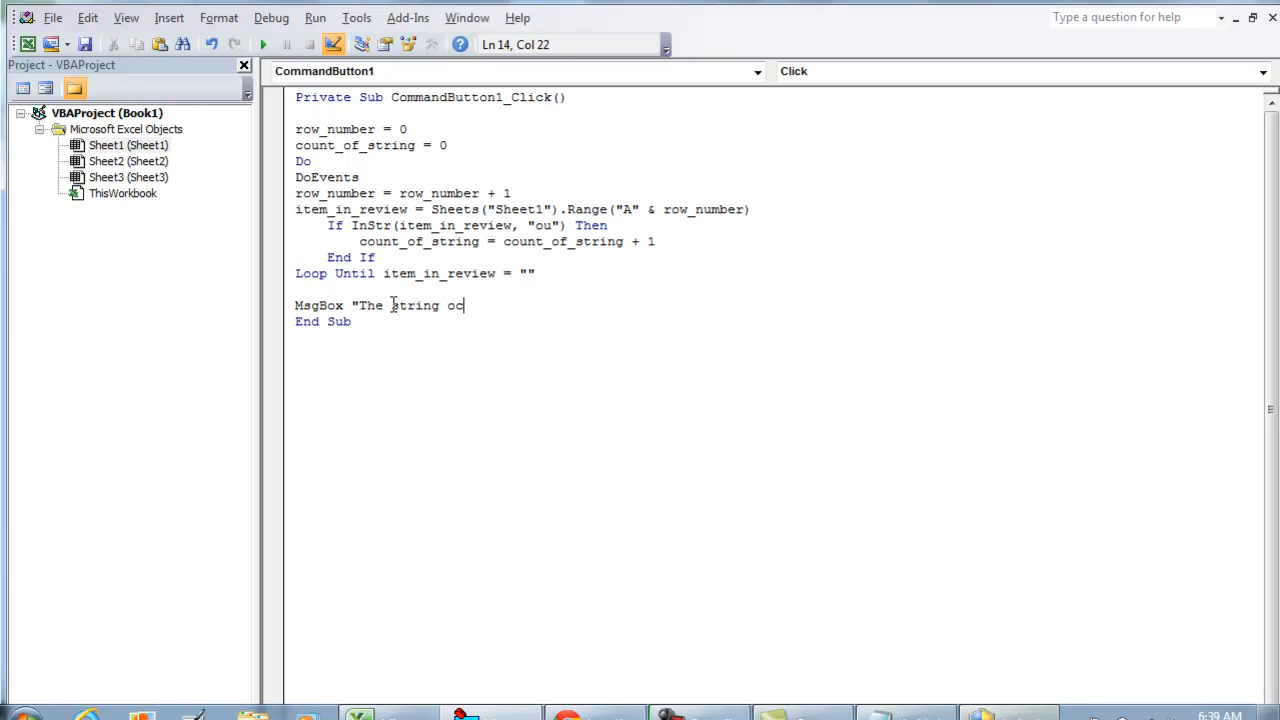 File Edit View Insert Format Debug Run Tools Add-Ins Window Help
Type a question for help
Ln 14, Col 22
Project - VBAProject
CommandButton1
Click
VBAProject (Book1)
Microsoft Excel Objects
Sheet1 (Sheet1)
Sheet2 (Sheet2)
Sheet3 (Sheet3)
ThisWorkbook
Private Sub CommandButton1_Click()
row_number = 0
count_of_string = 0
Do
DoEvents
row_number = row_number + 1
item_in_review = Sheets("Sheet1").Range("A" & row_number)
If InStr(item_in_review, "ou") Then
count_of_string = count_of_string + 1
End If
Loop Until item_in_review = ""
MsgBox "The string oc
End Sub
6:39 AM